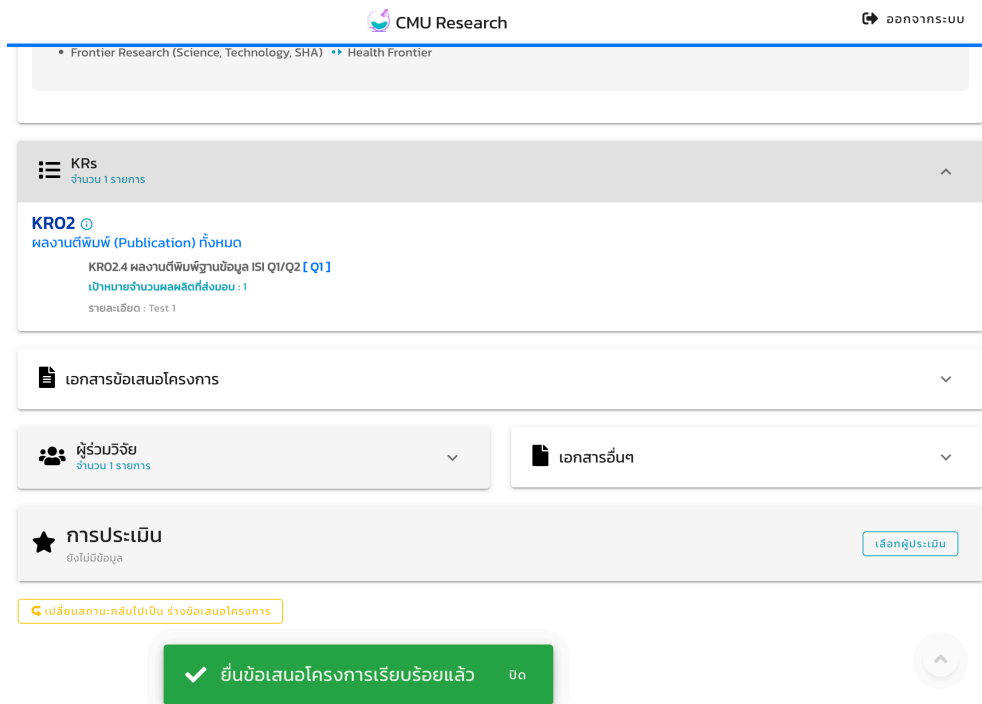 CMU Research
ออกจากระบบ
Frontier Research (Science, Technology, SHA) Health Frontier
KRs
จำนวน 1 รายการ
KR02
ผลงานตีพิมพ์ (Publication) ทั้งหมด
KR02.4 ผลงานตีพิมพ์ฐานข้อมูล ISI Q1/Q2 [ Q1 ]
เป้าหมายจำนวนผลผลิตที่ส่งมอบ : 1
รายละเอียด : Test 1
เอกสารข้อเสนอโครงการ
ผู้ร่วมวิจัย
จำนวน 1 รายการ
เอกสารอื่นๆ
การประเมิน
ยังไม่มีข้อมูล
เลือกผู้ประเมิน
เปลี่ยนสถานะกลับไปเป็น ร่างข้อเสนอโครงการ
ยื่นข้อเสนอโครงการเรียบร้อยแล้ว ปิด